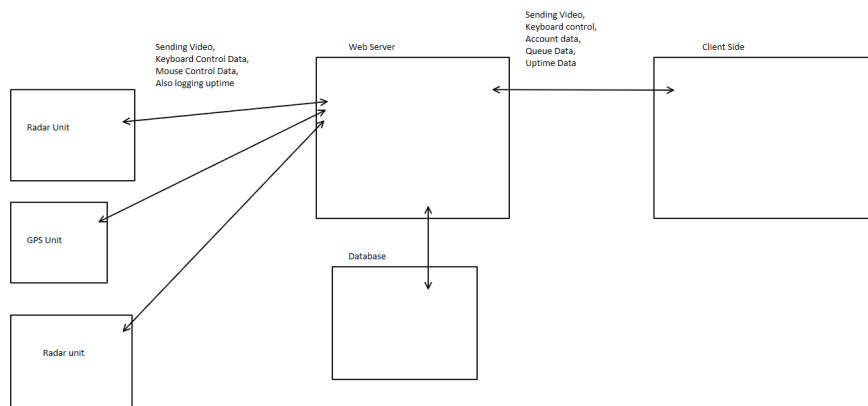 Sending Video,
Keyboard Control Data,
Mouse Control Data,
Also logging uptime
Web Server
Sending Video,
Keyboard control,
Account data,
Queue Data,
Uptime Data
Client Side
Radar Unit
GPS Unit
Database
Radar unit